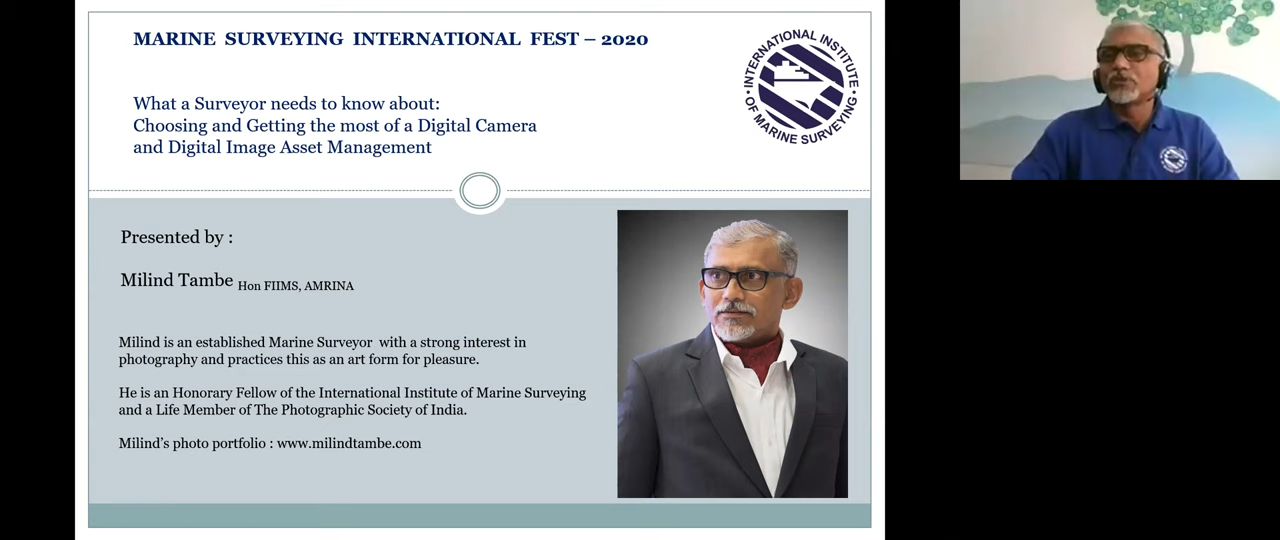 MARINE SURVEYING INTERNATIONAL FEST – 2020
What a Surveyor needs to know about:
Choosing and Getting the most of a Digital Camera
and Digital Image Asset Management
INTERNATIONAL INSTITUTE
• OF MARINE SURVEYING •
Presented by :
Milind Tambe Hon FIIMS, AMRINA
Milind is an established Marine Surveyor with a strong interest in
photography and practices this as an art form for pleasure.
He is an Honorary Fellow of the International Institute of Marine Surveying
and a Life Member of The Photographic Society of India.
Milind’s photo portfolio : www.milindtambe.com